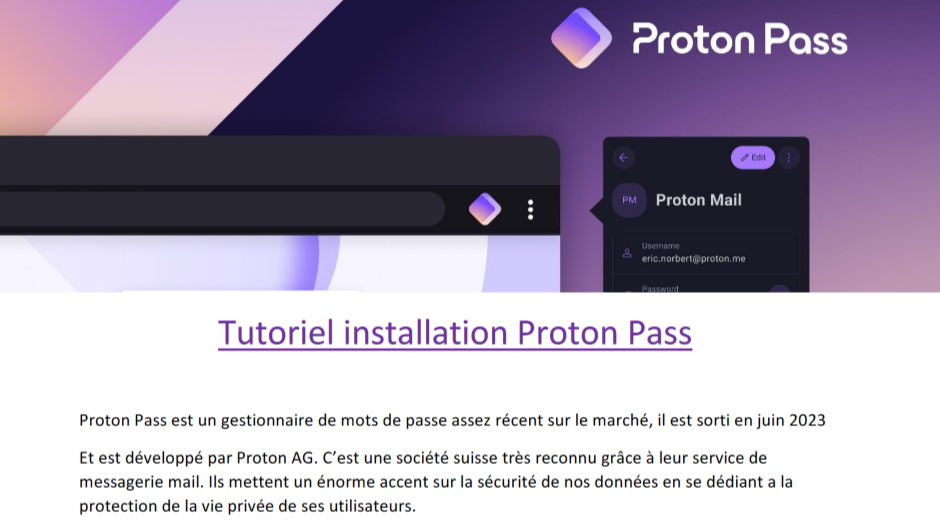 Proton Pass
Edit
PM
Proton Mail
Username
eric.norbert@proton.me
Password
Tutoriel installation Proton Pass
Proton Pass est un gestionnaire de mots de passe assez récent sur le marché, il est sorti en juin 2023
Et est développé par Proton AG. C’est une société suisse très reconnu grâce à leur service de
messagerie mail. Ils mettent un énorme accent sur la sécurité de nos données en se dédiant a la
protection de la vie privée de ses utilisateurs.